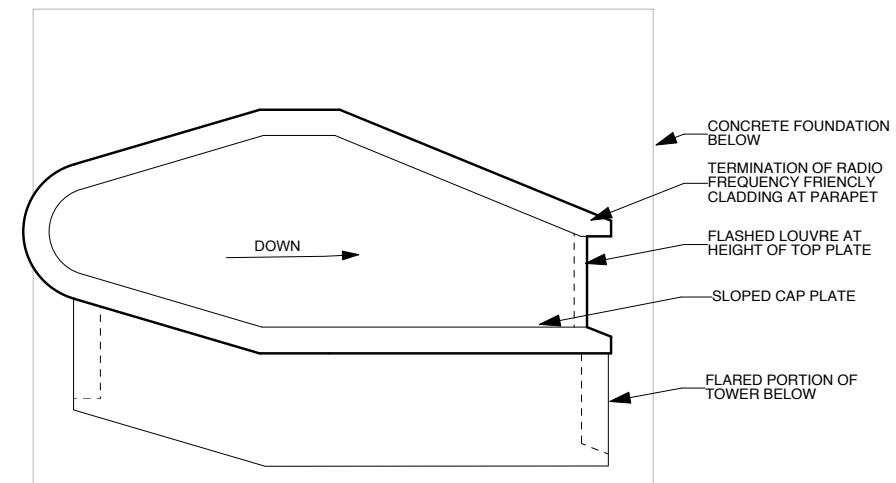 CONCRETE FOUNDATION
BELOW
TERMINATION OF RADIO
FREQUENCY FRIENCLY
CLADDING AT PARAPET
DOWN
FLASHED LOUVRE AT
HEIGHT OF TOP PLATE
SLOPED CAP PLATE
FLARED PORTION OF
TOWER BELOW